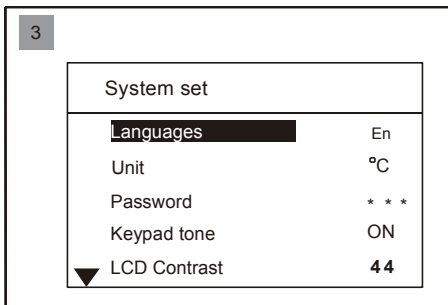 3
System set
Languages En
Unit °C
Password * * *
Keypad tone ON
LCD Contrast 44